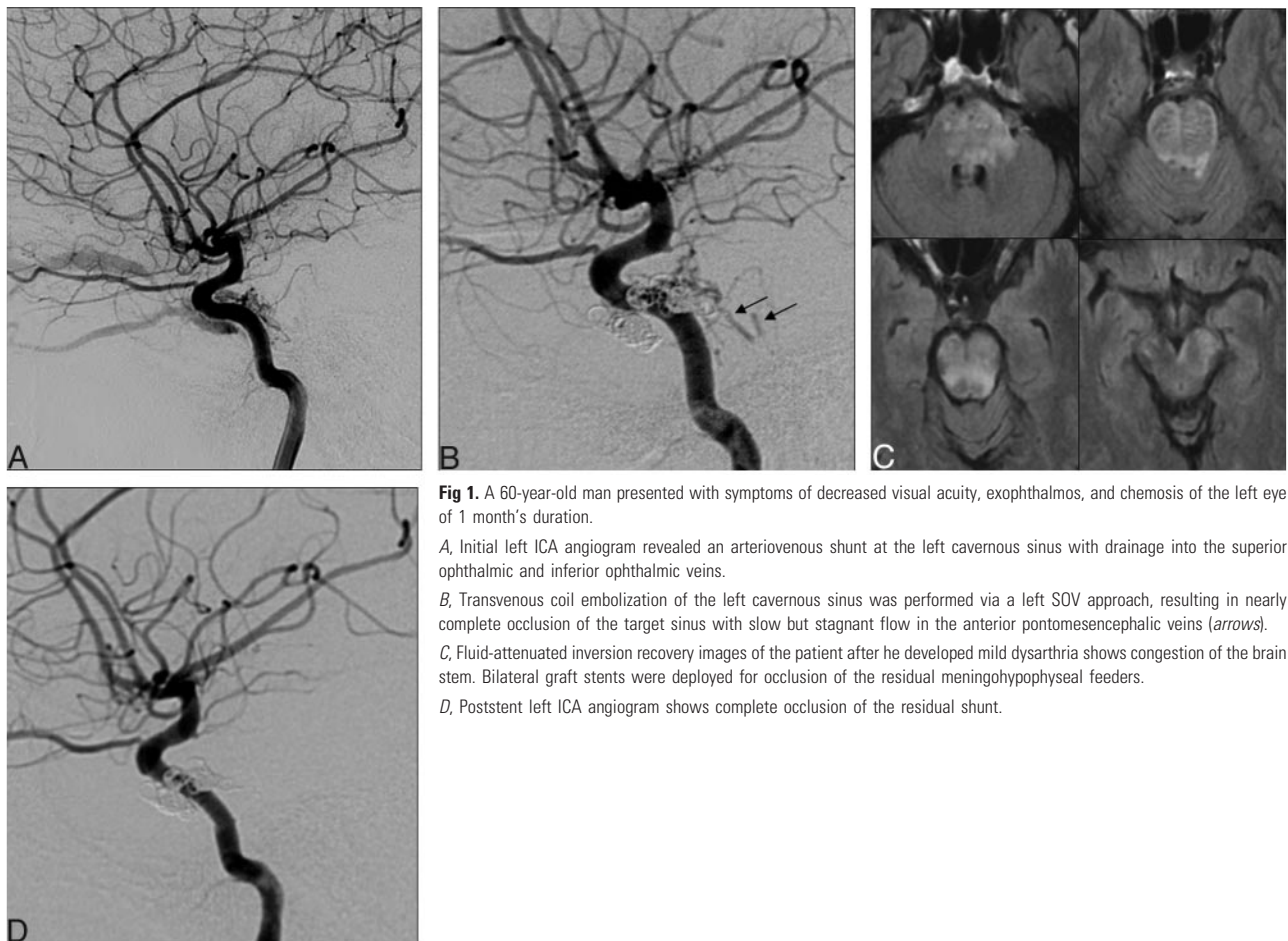 A
B
C
D
Fig 1. A 60-year-old man presented with symptoms of decreased visual acuity, exophthalmos, and chemosis of the left eye
of 1 month's duration.
A, Initial left ICA angiogram revealed an arteriovenous shunt at the left cavernous sinus with drainage into the superior
ophthalmic and inferior ophthalmic veins.
B, Transvenous coil embolization of the left cavernous sinus was performed via a left SOV approach, resulting in nearly
complete occlusion of the target sinus with slow but stagnant flow in the anterior pontomesencephalic veins (arrows).
C, Fluid-attenuated inversion recovery images of the patient after he developed mild dysarthria shows congestion of the brain
stem. Bilateral graft stents were deployed for occlusion of the residual meningohypophyseal feeders.
D, Poststent left ICA angiogram shows complete occlusion of the residual shunt.